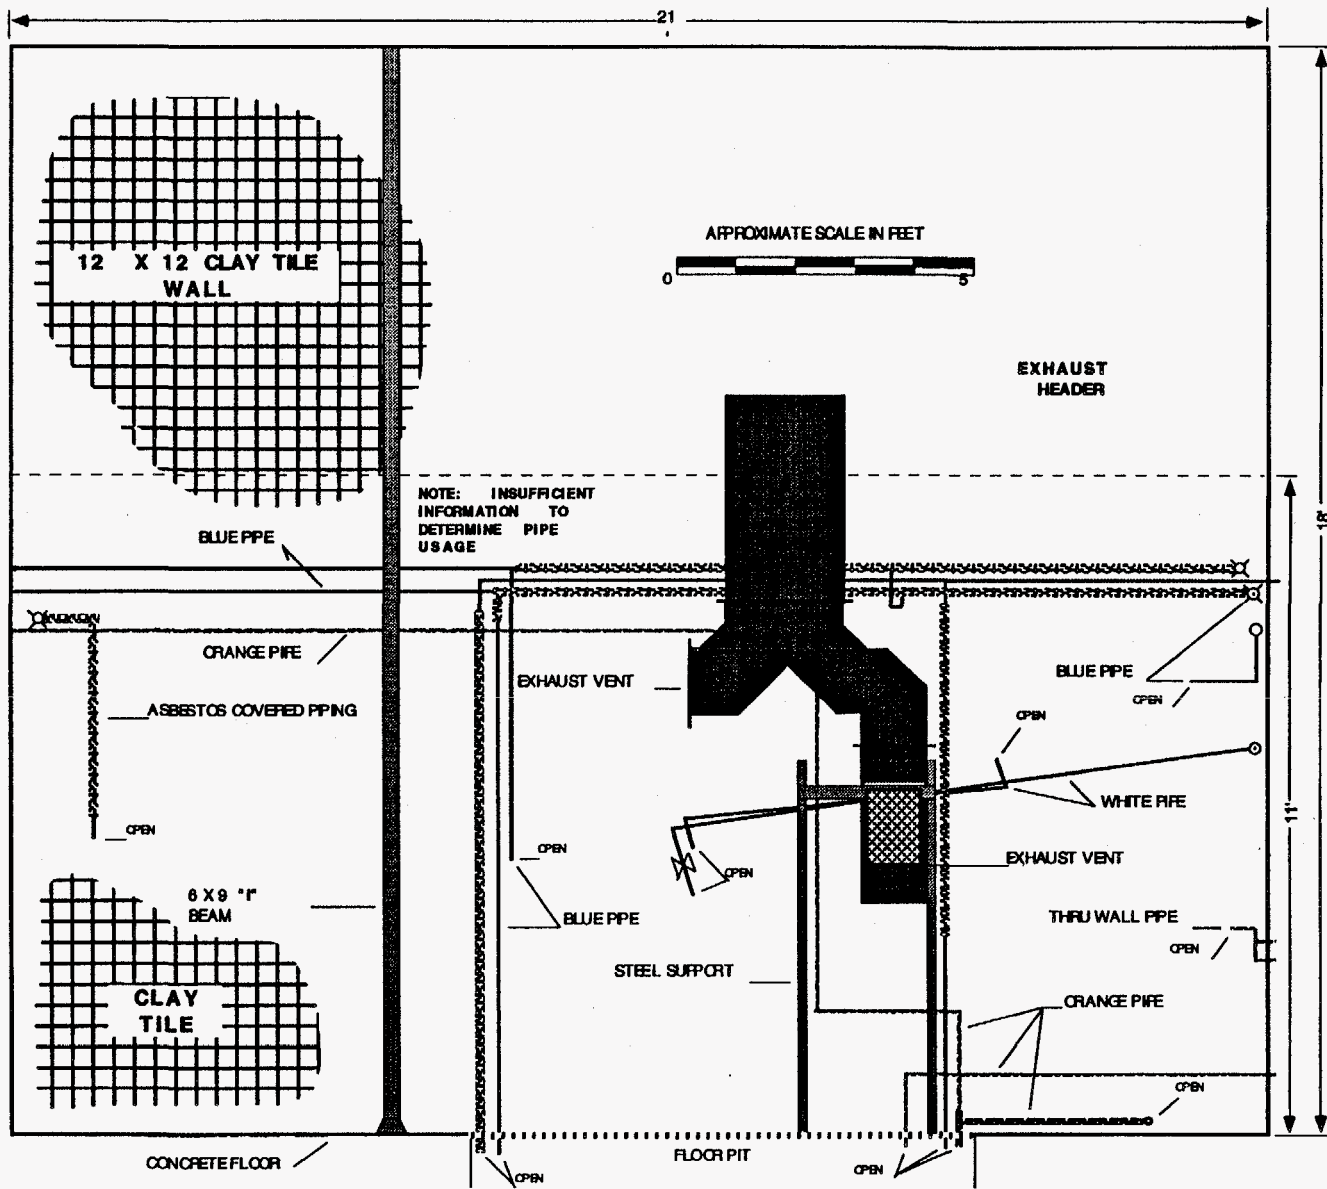 21
'
APPROXIMATE SCALE IN FEET
0
5
12 X 12 CLAY TILE
WALL
EXHAUST
HEADER
NOTE: INSUFFICIENT
INFORMATION TO
DETERMINE PIPE
USAGE
18'
BLUE PIPE
ORANGE PIPE
EXHAUST VENT
BLUE PIPE
OPEN
ASBESTOS COVERED PIPING
OPEN
WHITE PIPE
11'
OPEN
OPEN
OPEN
EXHAUST VENT
6 X 9 "I"
BEAM
BLUE PIPE
THRU WALL PIPE
OPEN
STEEL SUPPORT
CLAY
TILE
ORANGE PIPE
OPEN
CONCRETE FLOOR
FLOOR PIT
OPEN
OPEN